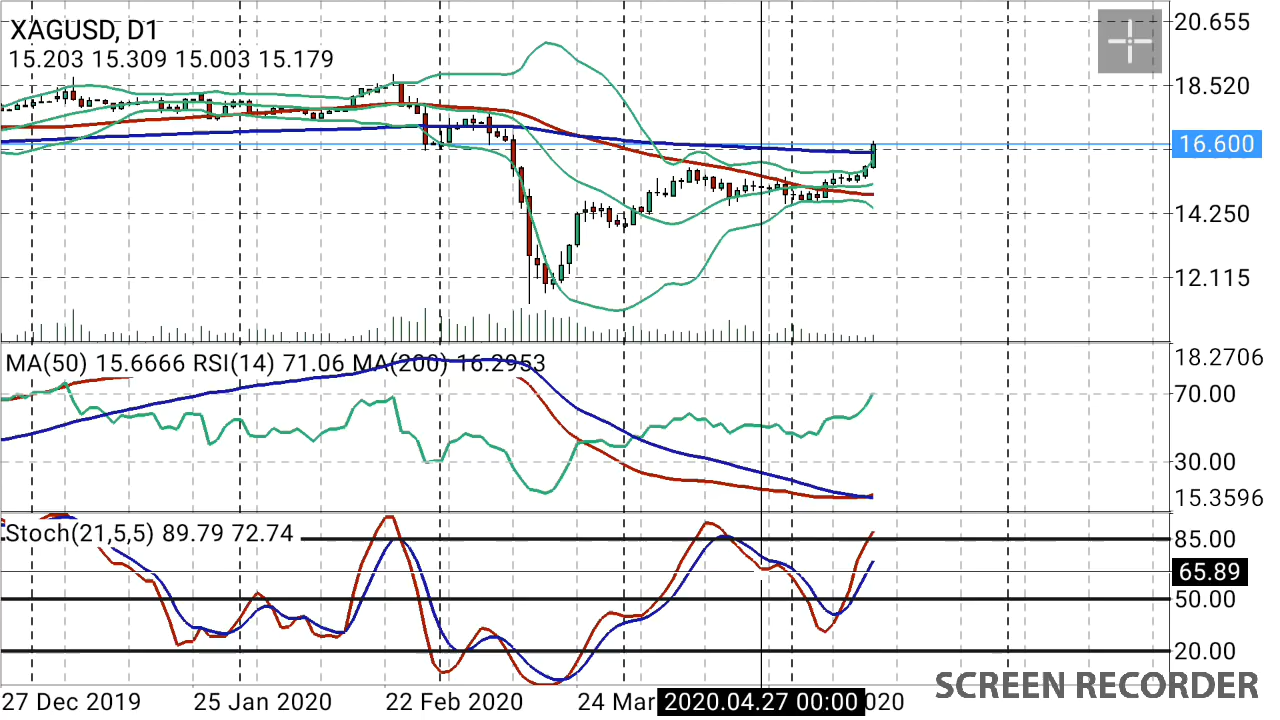 XAGUSD, D1
15.203 15.309 15.003 15.179
20.655
18.520
16.600
14.250
12.115
MA(50) 15.6666 RSI(14) 71.06 MA(200) 16.2953
18.2706
70.00
30.00
15.3596
Stoch(21,5,5) 89.79 72.74
85.00
65.89
50.00
20.00
27 Dec 2019 25 Jan 2020 22 Feb 2020 24 Mar 2020.04.27 00:00 020
SCREEN RECORDER